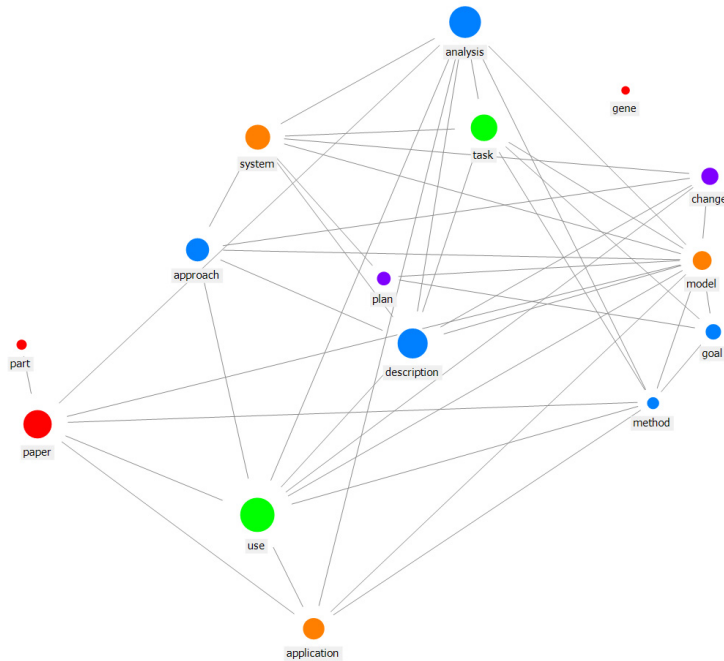 analysis
gene
task
system
change
approach
model
plan
goal
part
description
method
paper
use
application